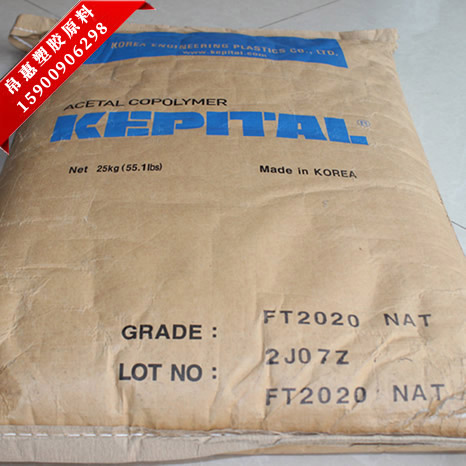 帛惠塑胶原料
15900906298
KOREA ENGINEERING PLASTICS CO., LTD.
www.kepital.com
ACETAL COPOLYMER
KEPITAL®
Net 25kg (55.1lbs)
Made in KOREA
GRADE : FT2020 NAT
LOT NO : 2J07Z
FT2020 NAT